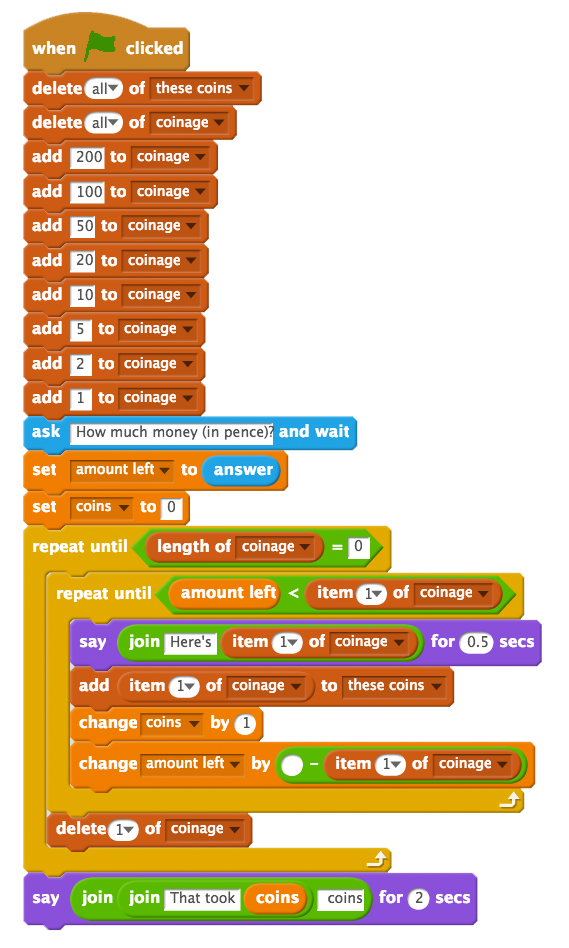 when clicked
delete all of these coins
delete all of coinage
add 200 to coinage
add 100 to coinage
add 50 to coinage
add 20 to coinage
add 10 to coinage
add 5 to coinage
add 2 to coinage
add 1 to coinage
ask How much money (in pence)? and wait
set amount left to answer
set coins to 0
repeat until length of coinage = 0
repeat until amount left < item 1 of coinage
say join Here's item 1 of coinage for 0.5 secs
add item 1 of coinage to these coins
change coins by 1
change amount left by - item 1 of coinage
delete 1 of coinage
say join join That took coins coins for 2 secs